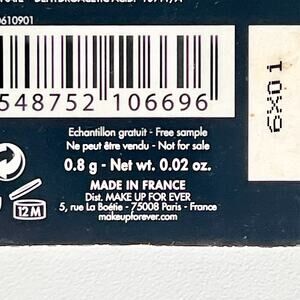 0610901
548752 106696
6X01
Echantillon gratuit - Free sample
Ne peut être vendu - Not for sale
0.8 g - Net wt. 0.02 oz.
MADE IN FRANCE
Dist. MAKE UP FOR EVER
5, rue La Boétie - 75008 Paris - France
makeupforever.com
12M